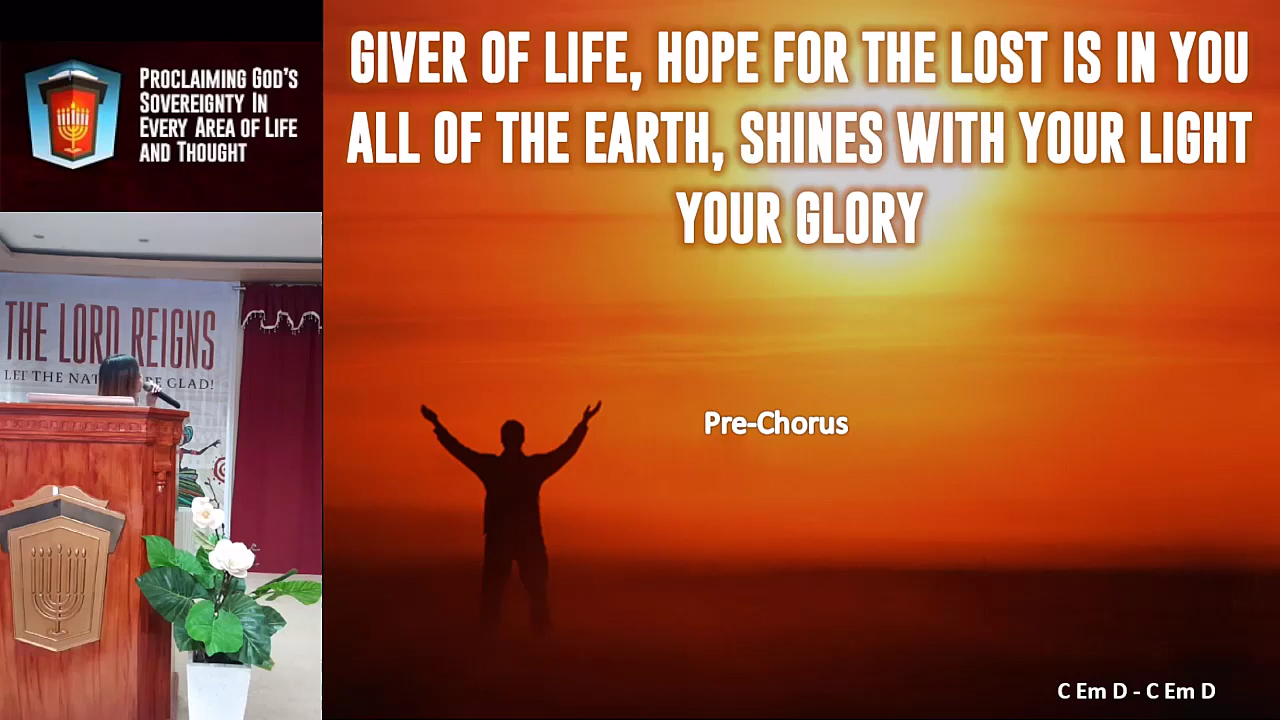 PROCLAIMING GOD'S
SOVEREIGNTY IN
EVERY AREA OF LIFE
AND THOUGHT
THE LORD REIGNS
LET THE NAT BE GLAD!
GIVER OF LIFE, HOPE FOR THE LOST IS IN YOU
ALL OF THE EARTH, SHINES WITH YOUR LIGHT
YOUR GLORY
Pre-Chorus
C Em D - C Em D